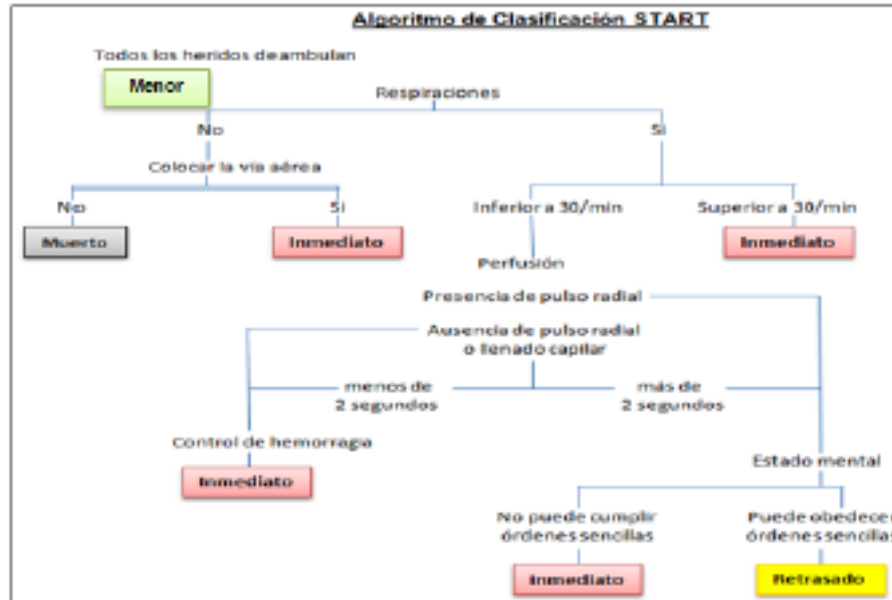 Algoritmo de Clasificación START
Todos los heridos deambulan
Menor
Respiraciones
No
Si
Colocar la vía aérea
No
Si
Inferior a 30/min
Superior a 30/min
Muerto
Inmediato
Inmediato
Perfusión
Presencia de pulso radial
Ausencia de pulso radial
o llenado capilar
menos de
2 segundos
más de
2 segundos
Control de hemorragia
Inmediato
Estado mental
No puede cumplir
órdenes sencillas
Puede obedecer
órdenes sencillas
Inmediato
Retrasado